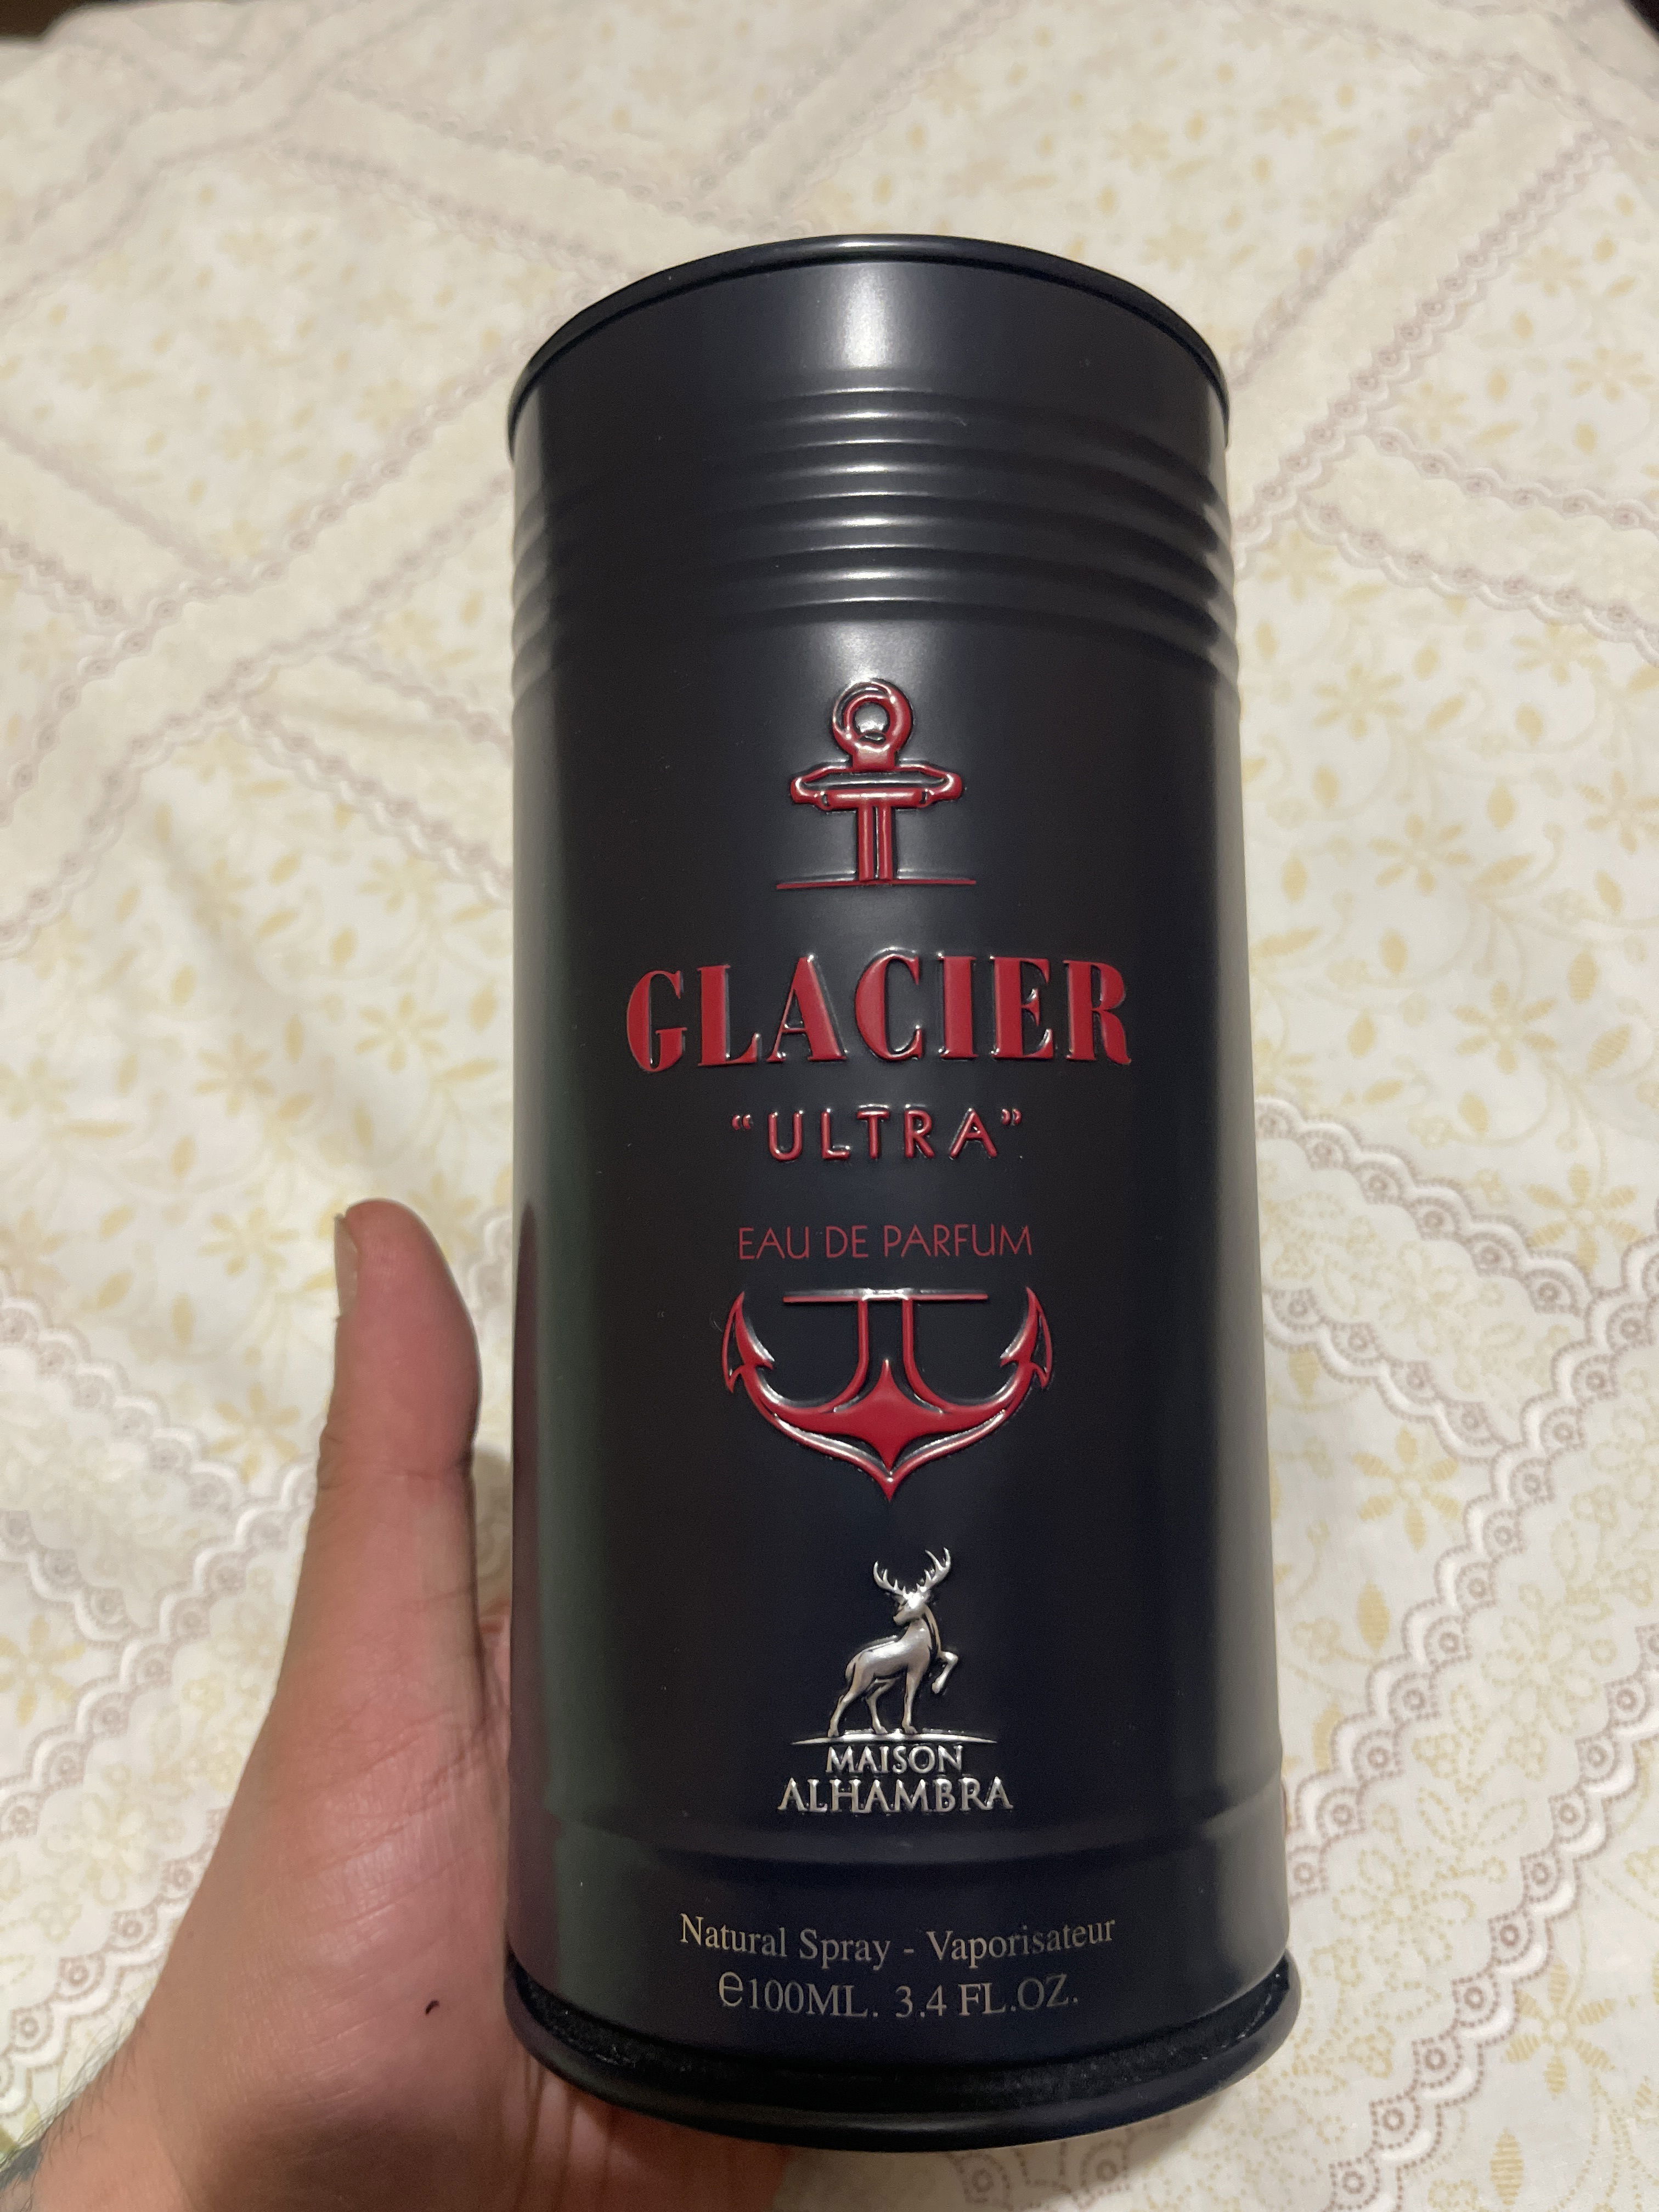 GLACIER
“ULTRA”
EAU DE PARFUM
MAISON
ALHAMBRA
Natural Spray - Vaporisateur
℮100ML. 3.4 FL.OZ.